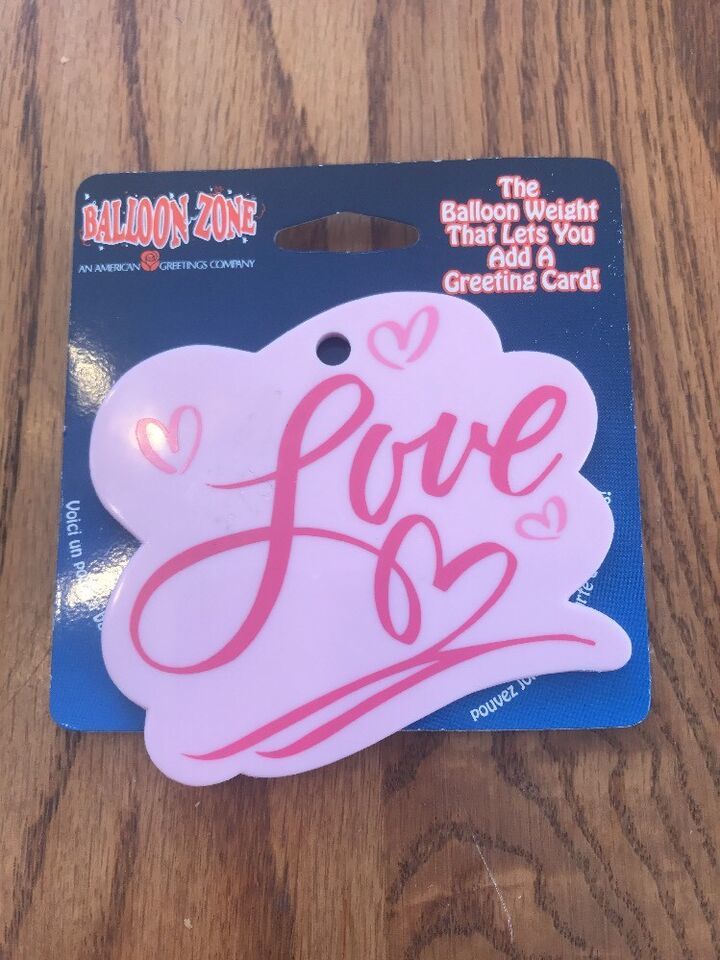 BALLOON ZONE
AN AMERICAN GREETINGS COMPANY
The
Balloon Weight
That Lets You
Add A
Greeting Card!
Love
Voici un
pouvez